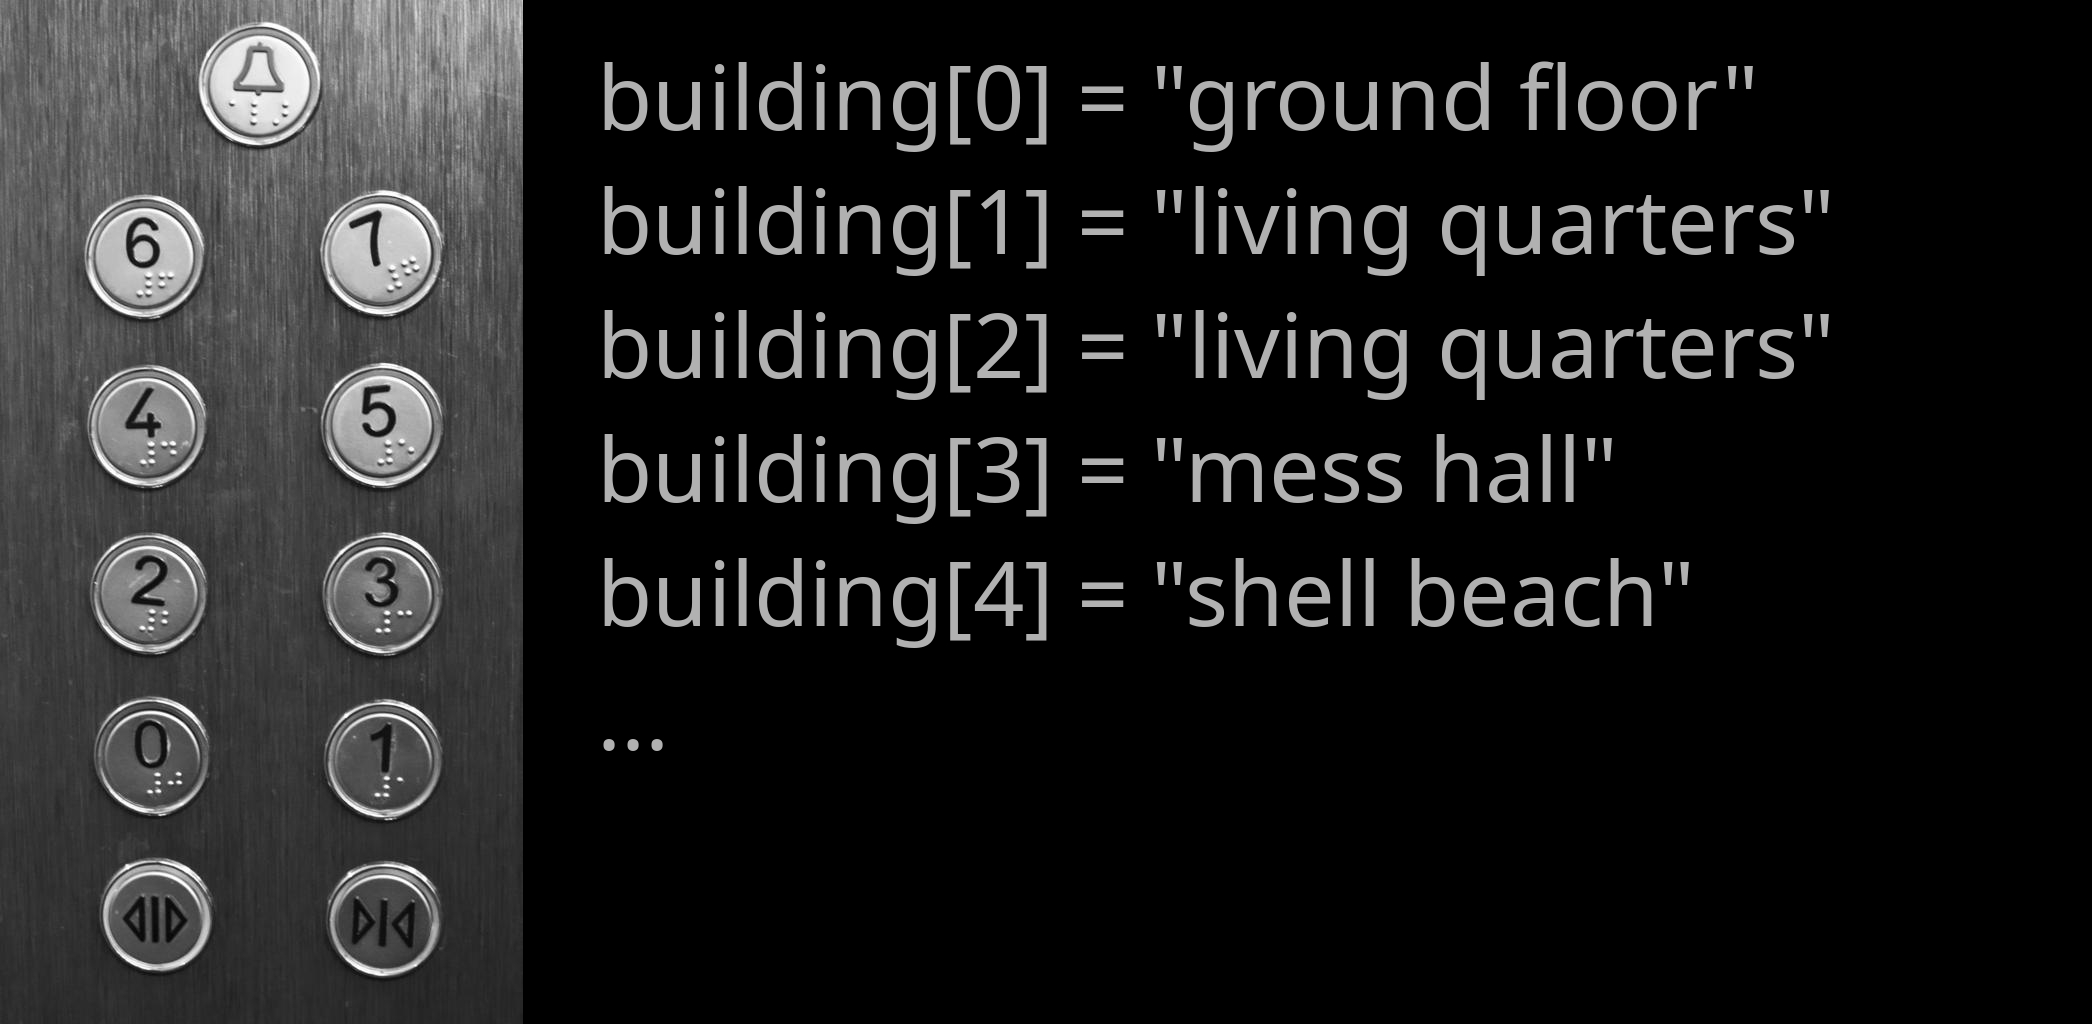 6 7
4 5
2 3
0 1
building[0] = "ground floor"
building[1] = "living quarters"
building[2] = "living quarters"
building[3] = "mess hall"
building[4] = "shell beach"
...